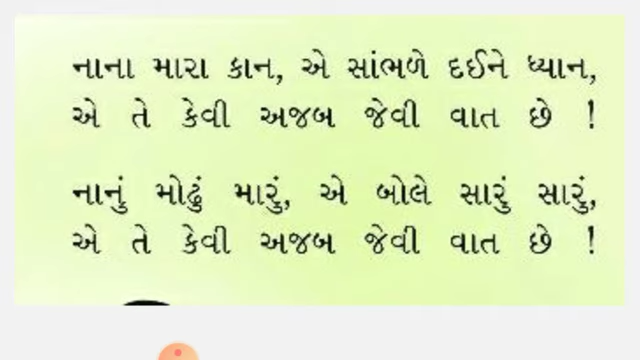 નાના મારા કાન, એ સાંભળે દઈને ધ્યાન,
એ તે કેવી અજબ જેવી વાત છે !
નાનું મોઢું મારું, એ બોલે સારું સારું,
એ તે કેવી અજબ જેવી વાત છે !